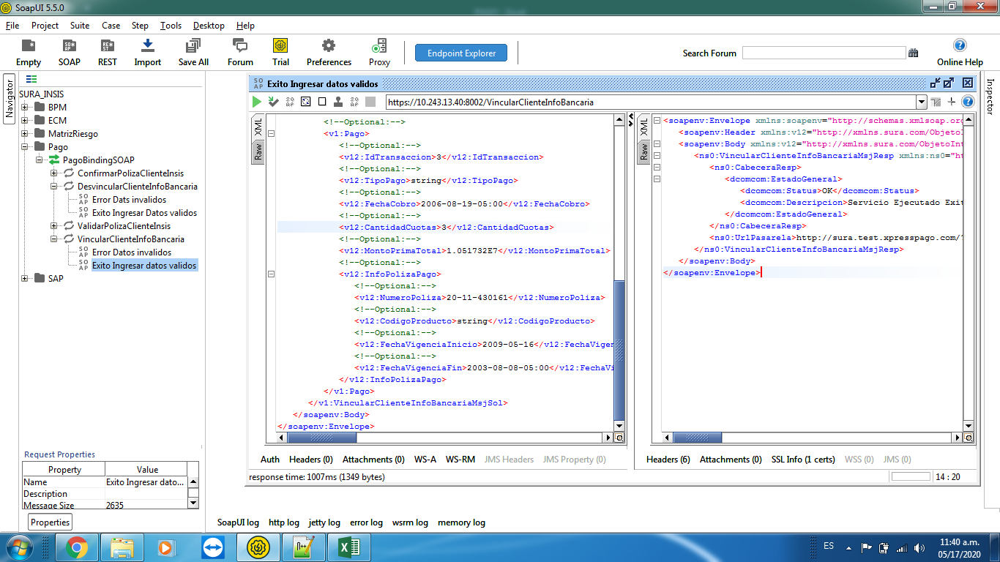 SoapUI 5.5.0
File Project Suite Case Step Tools Desktop Help
Empty SOAP REST Import Save All Forum Trial Preferences Proxy Endpoint Explorer Search Forum Online Help
Navigator
SURA_INSIS
BPM
ECM
MatrizRiesgo
Pago
PagoBindingSOAP
ConfirmarPolizaClienteInsis
DesvincularClienteInfoBancaria
Error Dats invalidos
Exito Ingresar Datos validos
ValidarPolizaClienteInsis
VincularClienteInfoBancaria
Error Datos invalidos
Exito Ingresar datos validos
SAP
Request Properties
Property Value
Name Exito Ingresar dato...
Description
Message Size 2635
Properties
Exito Ingresar datos validos
https://10.243.13.40:8002/VincularClienteInfoBancaria
XML
Raw
<!--Optional:-->
<v1:Pago>
<!--Optional:-->
<v12:IdTransaccion>3</v12:IdTransaccion>
<!--Optional:-->
<v12:TipoPago>string</v12:TipoPago>
<!--Optional:-->
<v12:FechaCobro>2006-08-19-05:00</v12:FechaCobro>
<!--Optional:-->
<v12:CantidadCuotas>3</v12:CantidadCuotas>
<!--Optional:-->
<v12:MontoPrimaTotal>1.051732E7</v12:MontoPrimaTotal>
<!--Optional:-->
<v12:InfoPolizaPago>
<!--Optional:-->
<v12:NumeroPoliza>20-11-430161</v12:NumeroPoliza>
<!--Optional:-->
<v12:CodigoProducto>string</v12:CodigoProducto>
<!--Optional:-->
<v12:FechaVigenciaInicio>2009-05-16</v12:FechaVigen
<!--Optional:-->
<v12:FechaVigenciaFin>2003-08-08-05:00</v12:FechaVi
</v12:InfoPolizaPago>
</v1:Pago>
</v1:VincularClienteInfoBancariaMsjSol>
</soapenv:Body>
</soapenv:Envelope>
XML
Raw
<soapenv:Envelope xmlns:soapenv="http://schemas.xmlsoap.org
<soapenv:Header xmlns:v12="http://xmlns.sura.com/ObjetoI
<soapenv:Body xmlns:v12="http://xmlns.sura.com/ObjetoInt
<ns0:VincularClienteInfoBancariaMsjResp xmlns:ns0="ht
<ns0:CabeceraResp>
<dcomcom:EstadoGeneral>
<dcomcom:Status>OK</dcomcom:Status>
<dcomcom:Descripcion>Servicio Ejecutado Exit
</dcomcom:EstadoGeneral>
</ns0:CabeceraResp>
<ns0:UrlPasarela>http://sura.test.xpresspago.com/?
</ns0:VincularClienteInfoBancariaMsjResp>
</soapenv:Body>
</soapenv:Envelope>
Auth Headers (0) Attachments (0) WS-A WS-RM JMS Headers JMS Property (0)
Headers (6) Attachments (0) SSL Info (1 certs) WSS (0) JMS (0)
response time: 1007ms (1349 bytes)
14 : 20
Inspector
SoapUI log http log jetty log error log wsrm log memory log
ES
11:40 a.m.
05/17/2020